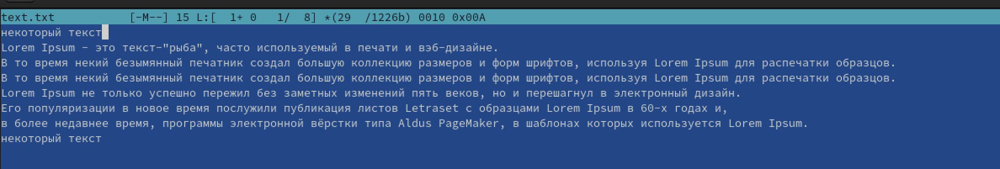 text.txt [-M--] 15 L:[ 1+ 0 1/ 8] *(29 /1226b) 0010 0x00A
некоторый текст
Lorem Ipsum - это текст-"рыба", часто используемый в печати и вэб-дизайне.
В то время некий безымянный печатник создал большую коллекцию размеров и форм шрифтов, используя Lorem Ipsum для распечатки образцов.
В то время некий безымянный печатник создал большую коллекцию размеров и форм шрифтов, используя Lorem Ipsum для распечатки образцов.
Lorem Ipsum не только успешно пережил без заметных изменений пять веков, но и перешагнул в электронный дизайн.
Его популяризации в новое время послужили публикация листов Letraset с образцами Lorem Ipsum в 60-х годах и,
в более недавнее время, программы электронной вёрстки типа Aldus PageMaker, в шаблонах которых используется Lorem Ipsum.
некоторый текст